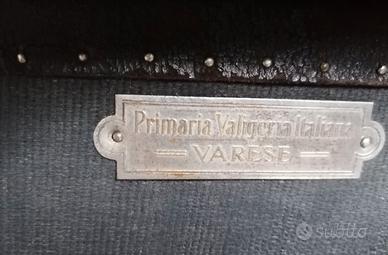 Primaria Valigeria Italiana
— VARESE —
subito